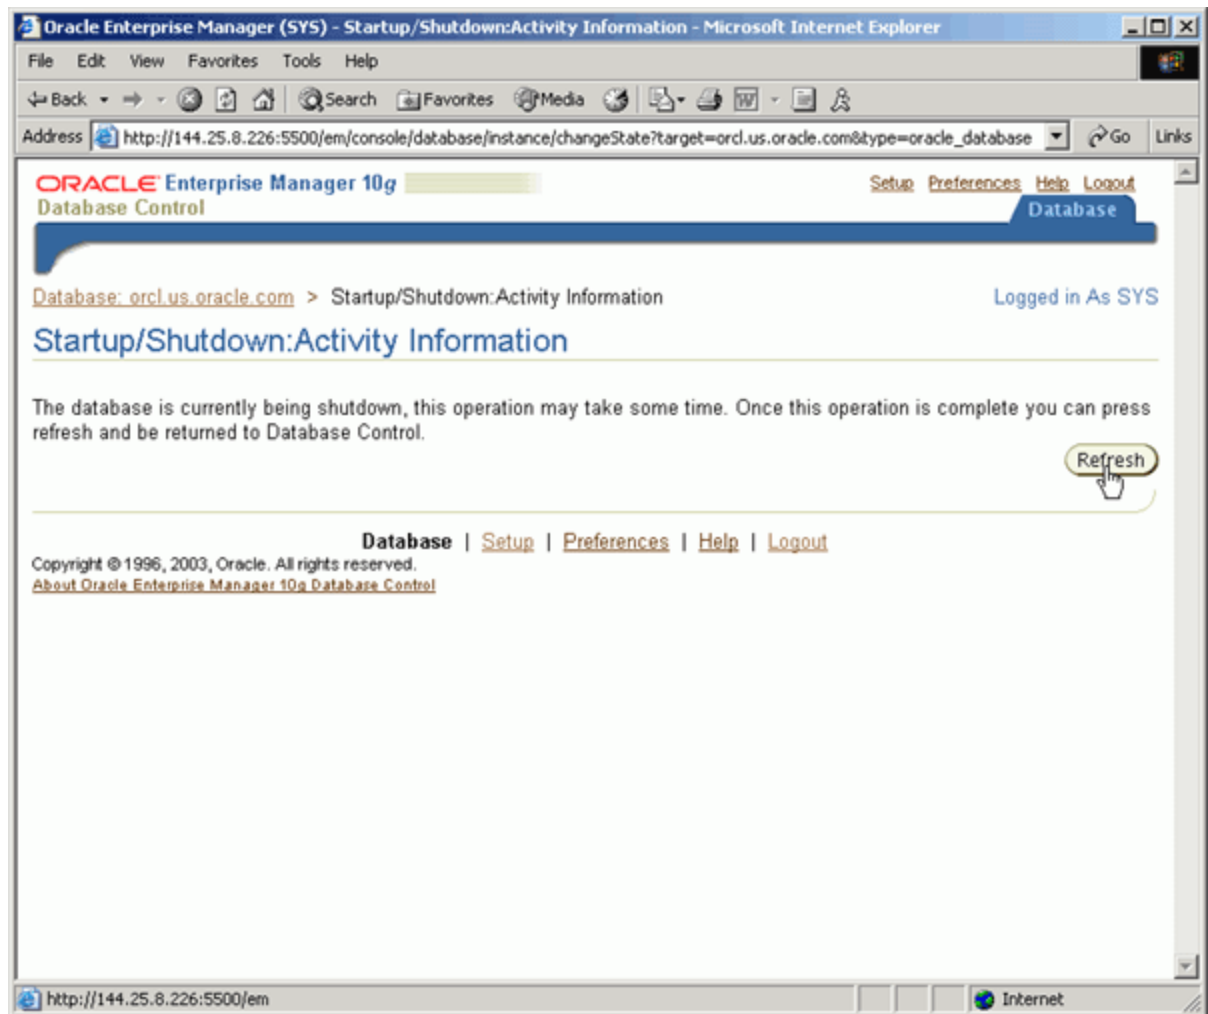 Oracle Enterprise Manager (SYS) - Startup/Shutdown:Activity Information - Microsoft Internet Explorer
File Edit View Favorites Tools Help
Back Search Favorites Media
Address http://144.25.8.226:5500/em/console/database/instance/changeState?target=orcl.us.oracle.com&type=oracle_database Go Links
ORACLE Enterprise Manager 10g Setup Preferences Help Logout
Database Control Database
Database: orcl.us.oracle.com > Startup/Shutdown:Activity Information Logged in As SYS
Startup/Shutdown:Activity Information
The database is currently being shutdown, this operation may take some time. Once this operation is complete you can press
refresh and be returned to Database Control.
Refresh
Database | Setup | Preferences | Help | Logout
Copyright © 1996, 2003, Oracle. All rights reserved.
About Oracle Enterprise Manager 10g Database Control
http://144.25.8.226:5500/em Internet